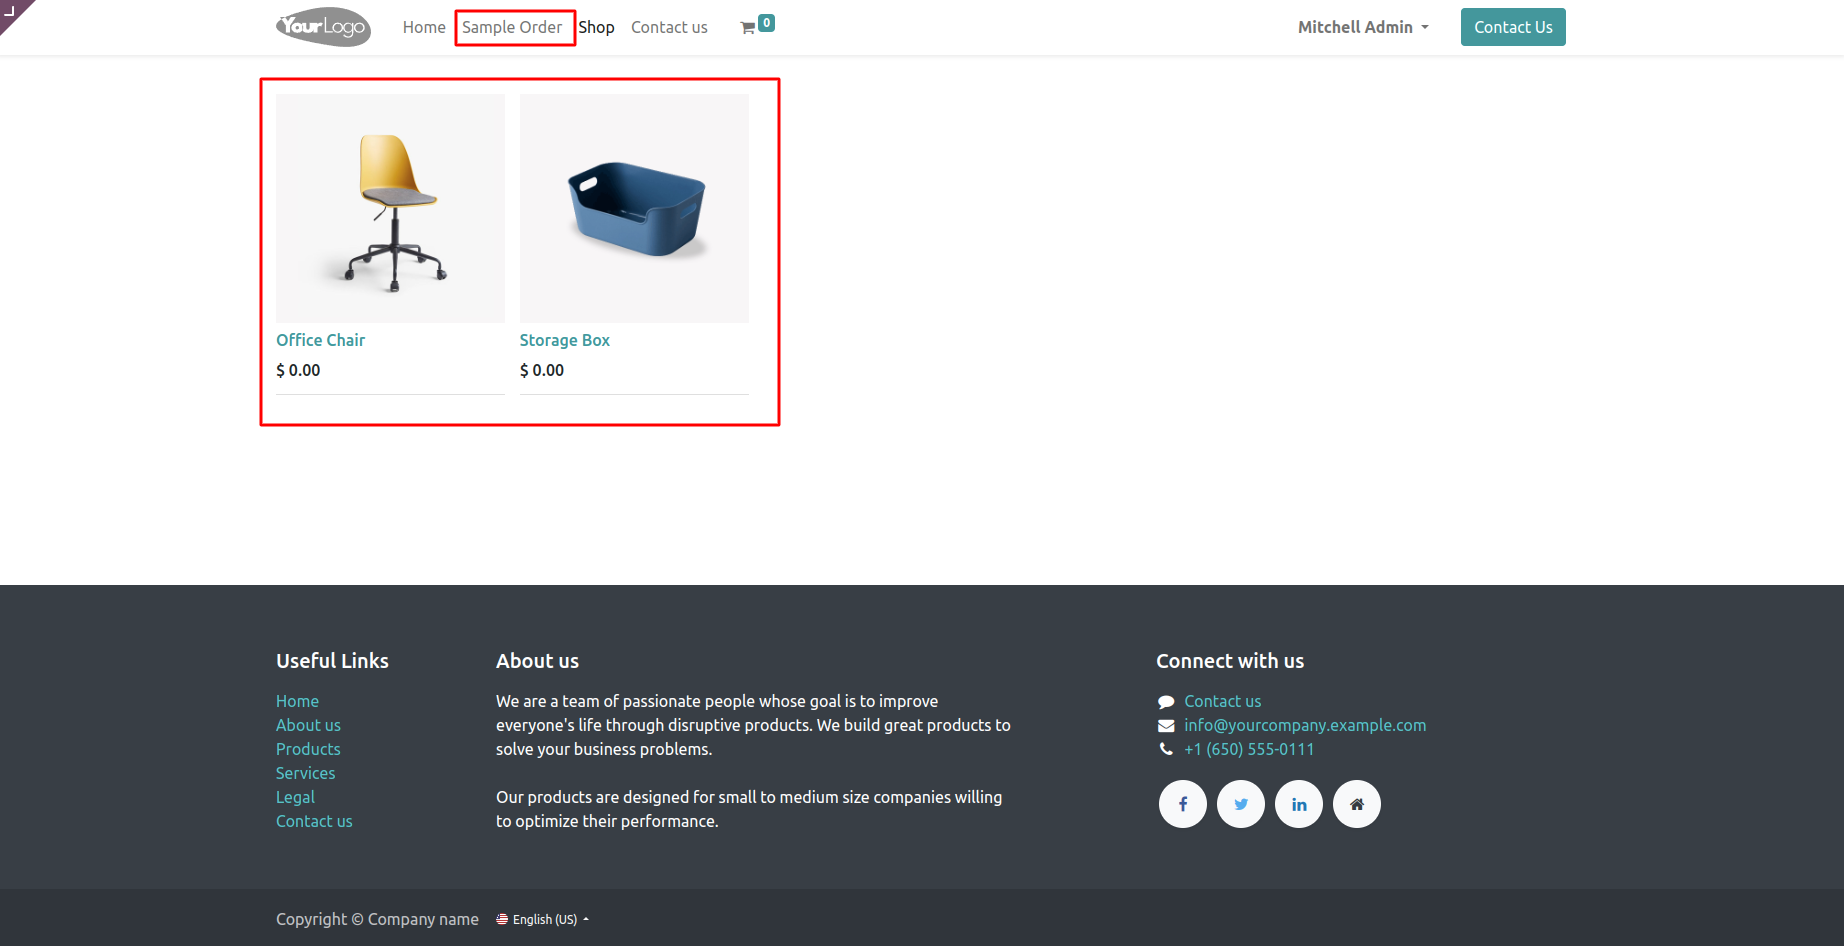 YourLogo
Home Sample Order Shop Contact us 0 Mitchell Admin Contact Us
Office Chair
$ 0.00
Storage Box
$ 0.00
Useful Links
Home
About us
Products
Services
Legal
Contact us
About us
We are a team of passionate people whose goal is to improve
everyone's life through disruptive products. We build great products to
solve your business problems.
Our products are designed for small to medium size companies willing
to optimize their performance.
Connect with us
Contact us
info@yourcompany.example.com
+1 (650) 555-0111
Copyright © Company name English (US)